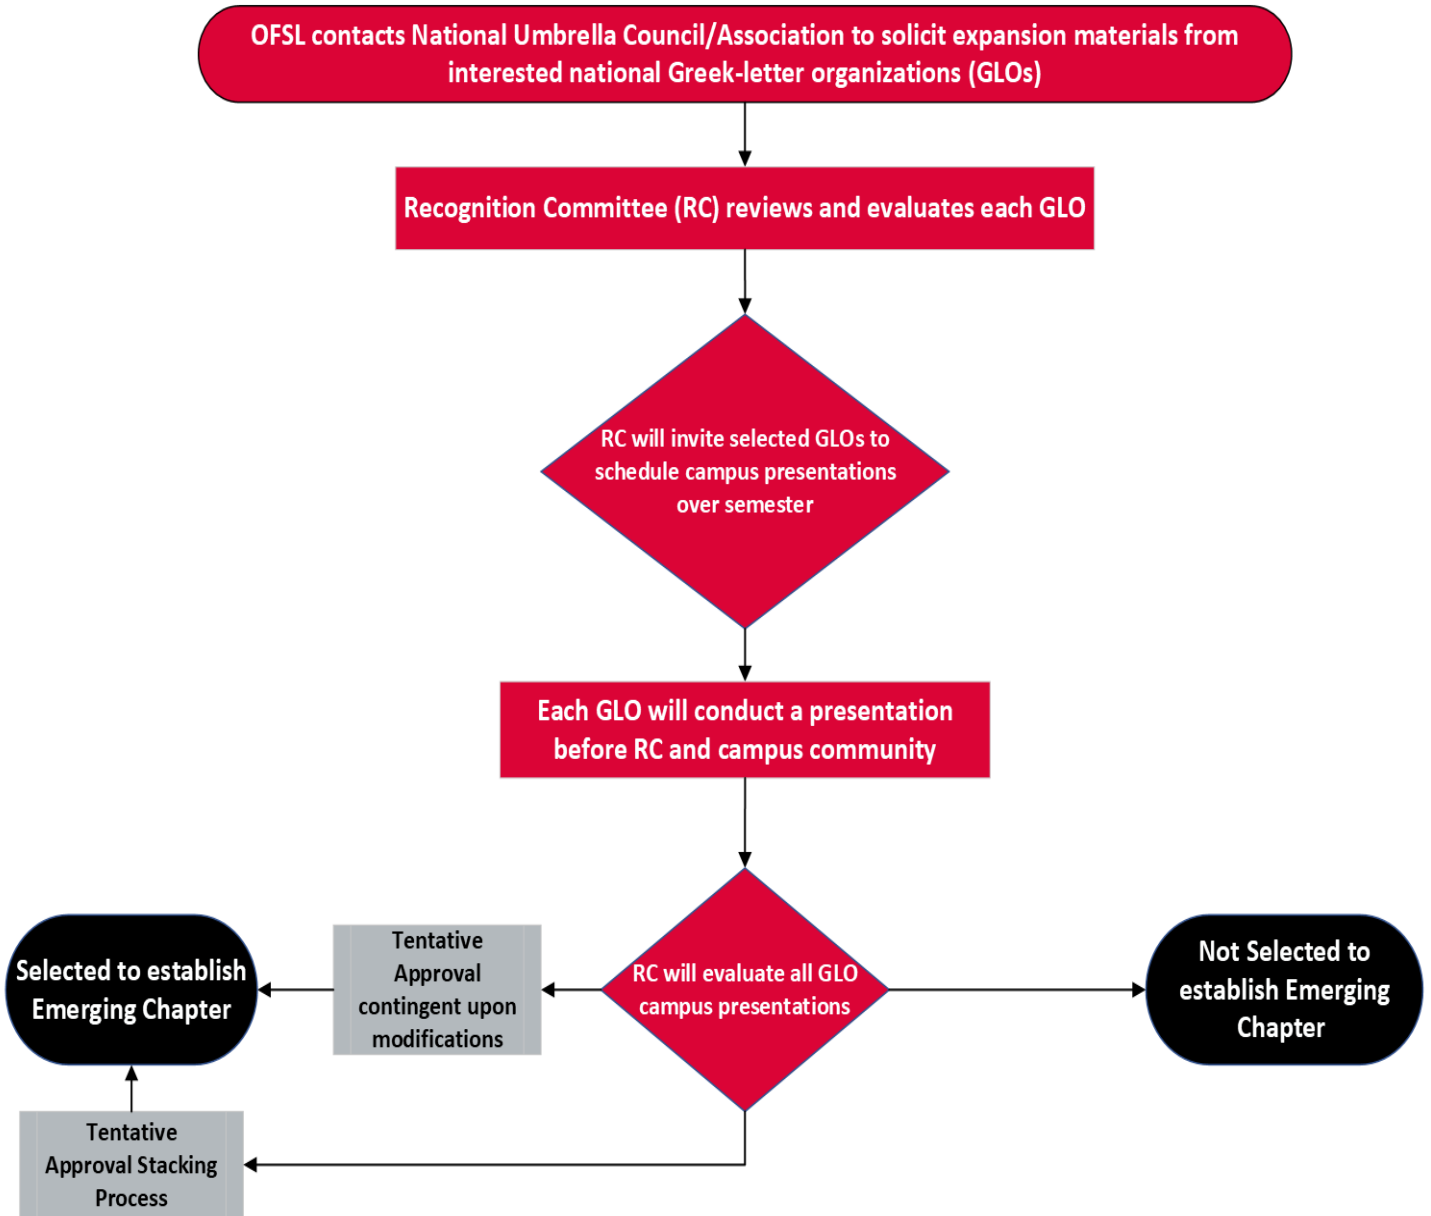 OFSL contacts National Umbrella Council/Association to solicit expansion materials from
interested national Greek-letter organizations (GLOs)
Recognition Committee (RC) reviews and evaluates each GLO
RC will invite selected GLOs to
schedule campus presentations
over semester
Each GLO will conduct a presentation
before RC and campus community
Selected to establish
Emerging Chapter
Tentative
Approval
contingent upon
modifications
RC will evaluate all GLO
campus presentations
Not Selected to
establish Emerging
Chapter
Tentative
Approval Stacking
Process